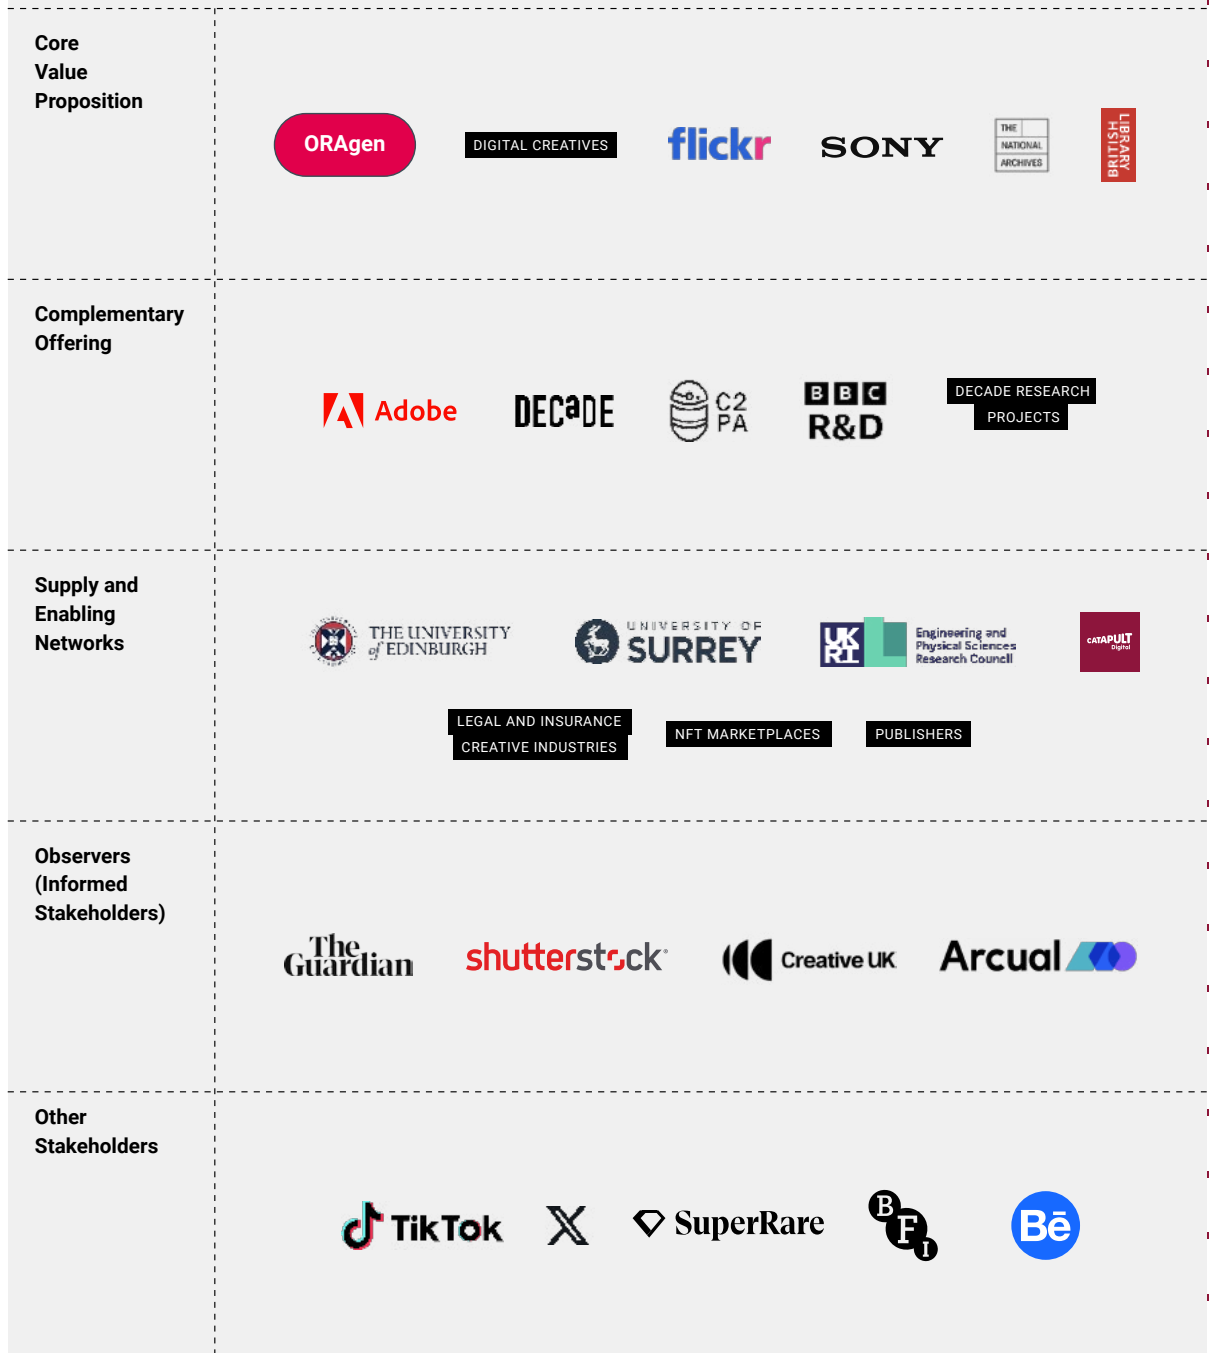 Core
Value
Proposition
ORAgen
DIGITAL CREATIVES
flickr
SONY
THE
NATIONAL
ARCHIVES
LIBRARY
BRITISH
Complementary
Offering
Adobe
DECaDE
C2
PA
BBC
R&D
DECADE RESEARCH
PROJECTS
Supply and
Enabling
Networks
THE UNIVERSITY
of EDINBURGH
UNIVERSITY OF
SURREY
UK
RI
Engineering and
Physical Sciences
Research Council
CATAPULT
Digital
LEGAL AND INSURANCE
CREATIVE INDUSTRIES
NFT MARKETPLACES
PUBLISHERS
Observers
(Informed
Stakeholders)
The
Guardian
shutterstock
Creative UK
Arcual
Other
Stakeholders
TikTok
X
SuperRare
BFI
Bē